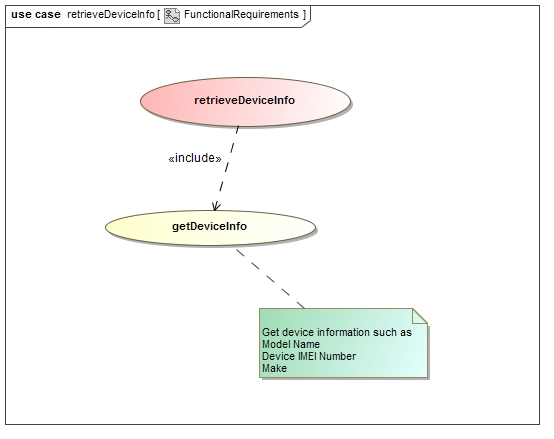 use case retrieveDeviceInfo [ FunctionalRequirements ]
retrieveDeviceInfo
«include»
getDeviceInfo
Get device information such as
Model Name
Device IMEI Number
Make